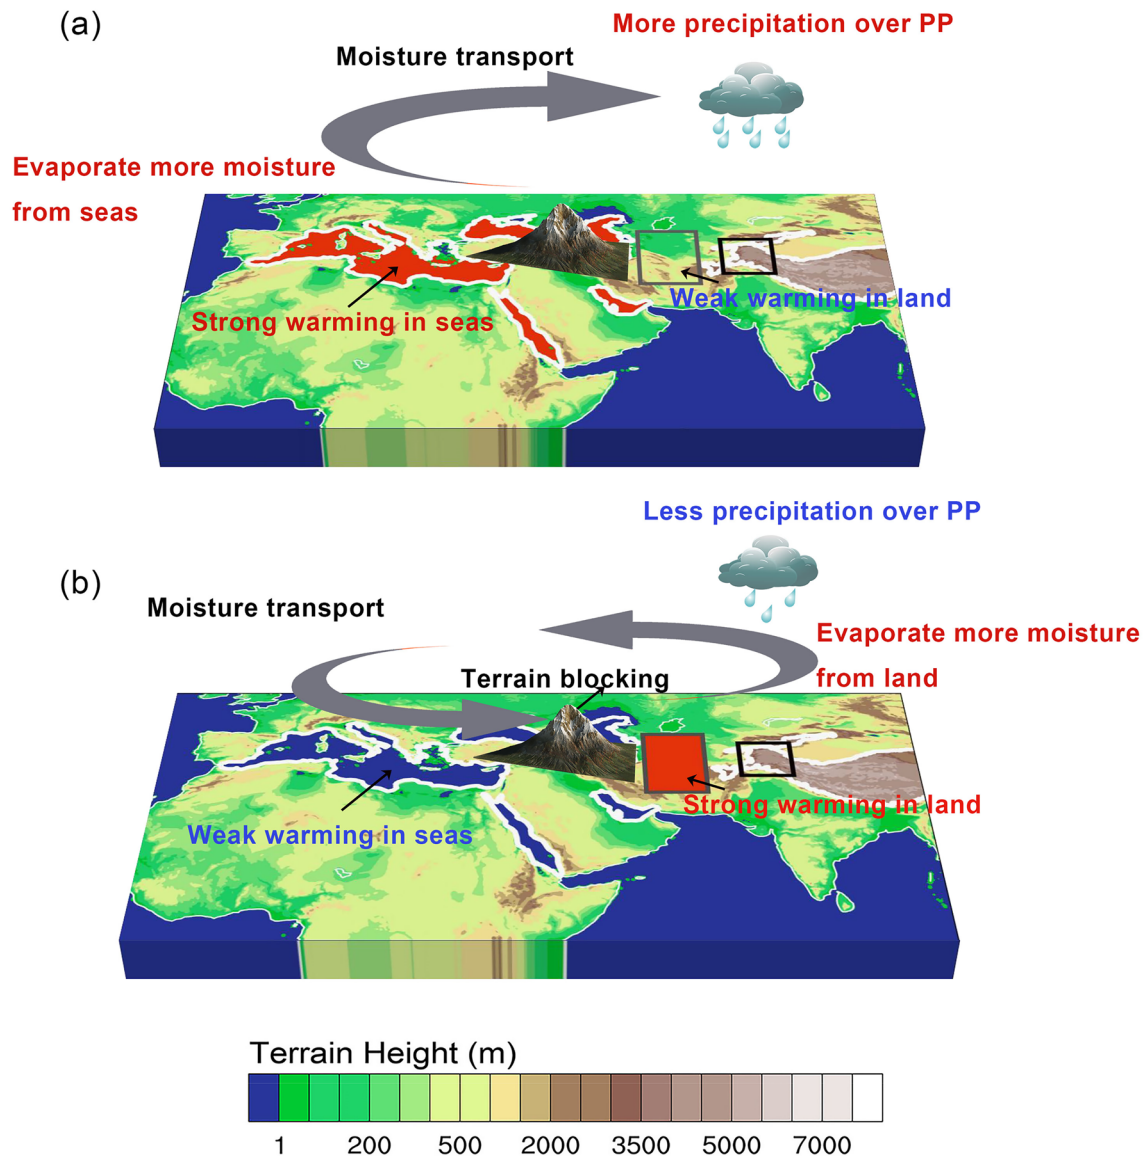 (a)
More precipitation over PP
Moisture transport
Evaporate more moisture
from seas
Weak warming in land
Strong warming in seas
Less precipitation over PP
(b)
Moisture transport
Evaporate more moisture
from land
Terrain blocking
Strong warming in land
Weak warming in seas
Terrain Height (m)
1 200 500 2000 3500 5000 7000